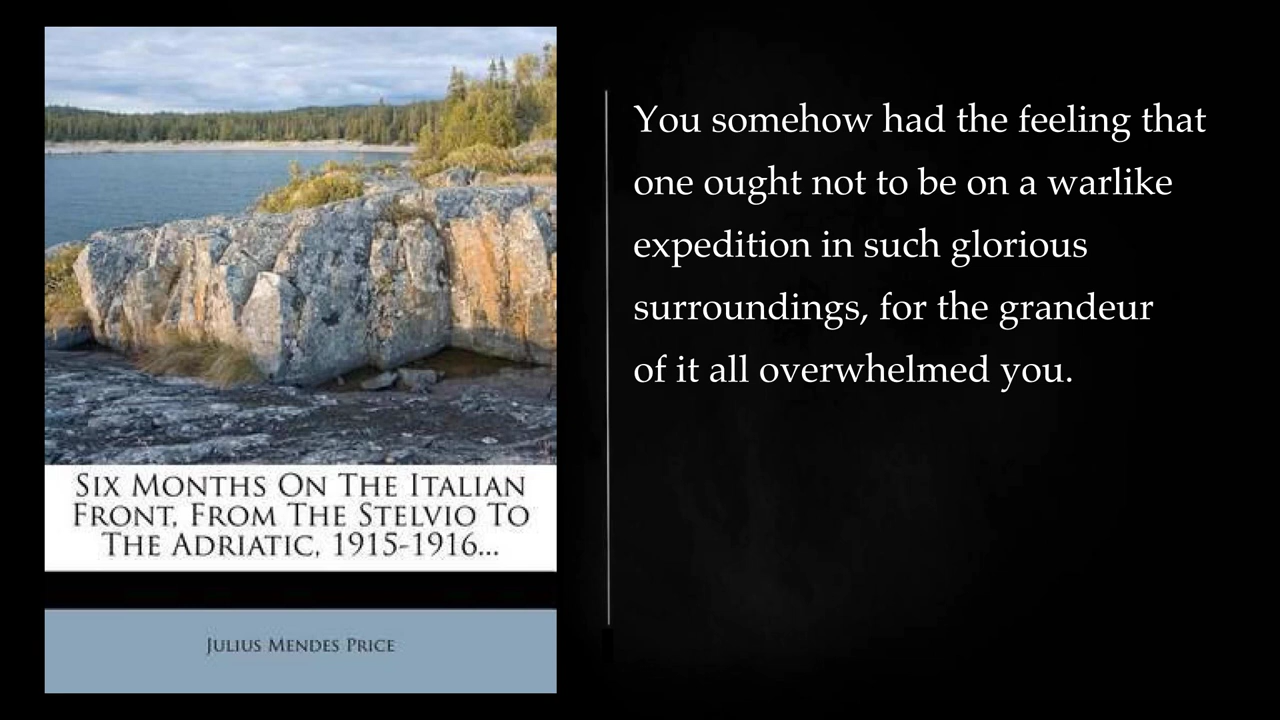 You somehow had the feeling that
one ought not to be on a warlike
expedition in such glorious
surroundings, for the grandeur
of it all overwhelmed you.
Six Months On The Italian
Front, From The Stelvio To
The Adriatic, 1915-1916...
Julius Mendes Price